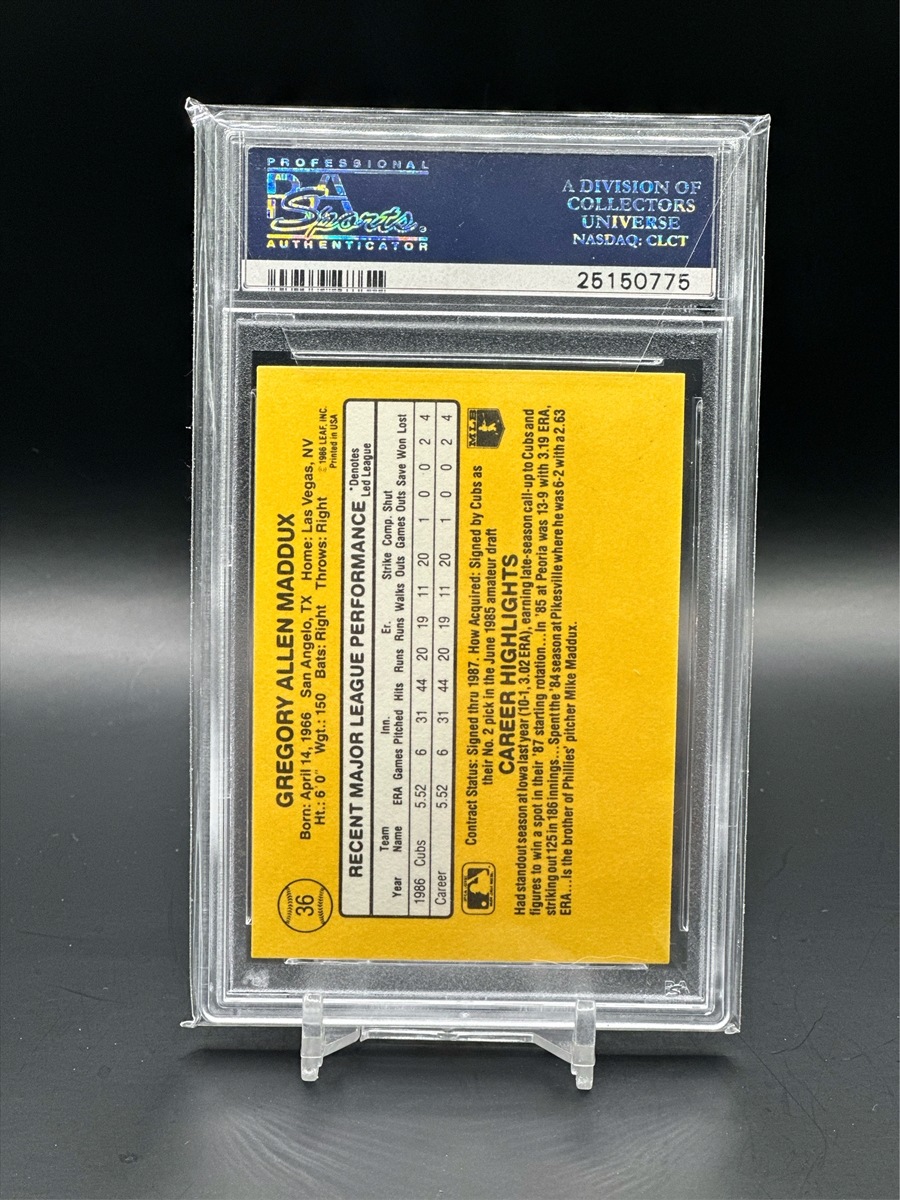 PROFESSIONAL
PSA
Sports.
AUTHENTICATOR
A DIVISION OF
COLLECTORS
UNIVERSE
NASDAQ: CLCT
25150775
36
GREGORY ALLEN MADDUX
Born: April 14, 1966 San Angelo, TX Home: Las Vegas, NV
Ht.: 6'0" Wgt.: 150 Bats: Right Throws: Right
© 1986 LEAF, INC.
Printed in USA
RECENT MAJOR LEAGUE PERFORMANCE
*Denotes
Led League
Team Inn. Er. Strike Comp. Shut
Year Name ERA Games Pitched Hits Runs Runs Walks Outs Games Outs Save Won Lost
1986 Cubs 5.52 6 31 44 20 19 11 20 1 0 0 2 4
Career 5.52 6 31 44 20 19 11 20 1 0 0 2 4
Contract Status: Signed thru 1987. How Acquired: Signed by Cubs as
their No. 2 pick in the June 1985 amateur draft
MLB
CAREER HIGHLIGHTS
Had standout season at Iowa last year (10-1, 3.02 ERA), earning late-season call-up to Cubs and
figures to win a spot in their '87 starting rotation...In '85 at Peoria was 13-9 with 3.19 ERA,
striking out 125 in 186 innings...Spent the '84 season at Pikesville where he was 6-2 with a 2.63
ERA...Is the brother of Phillies' pitcher Mike Maddux.